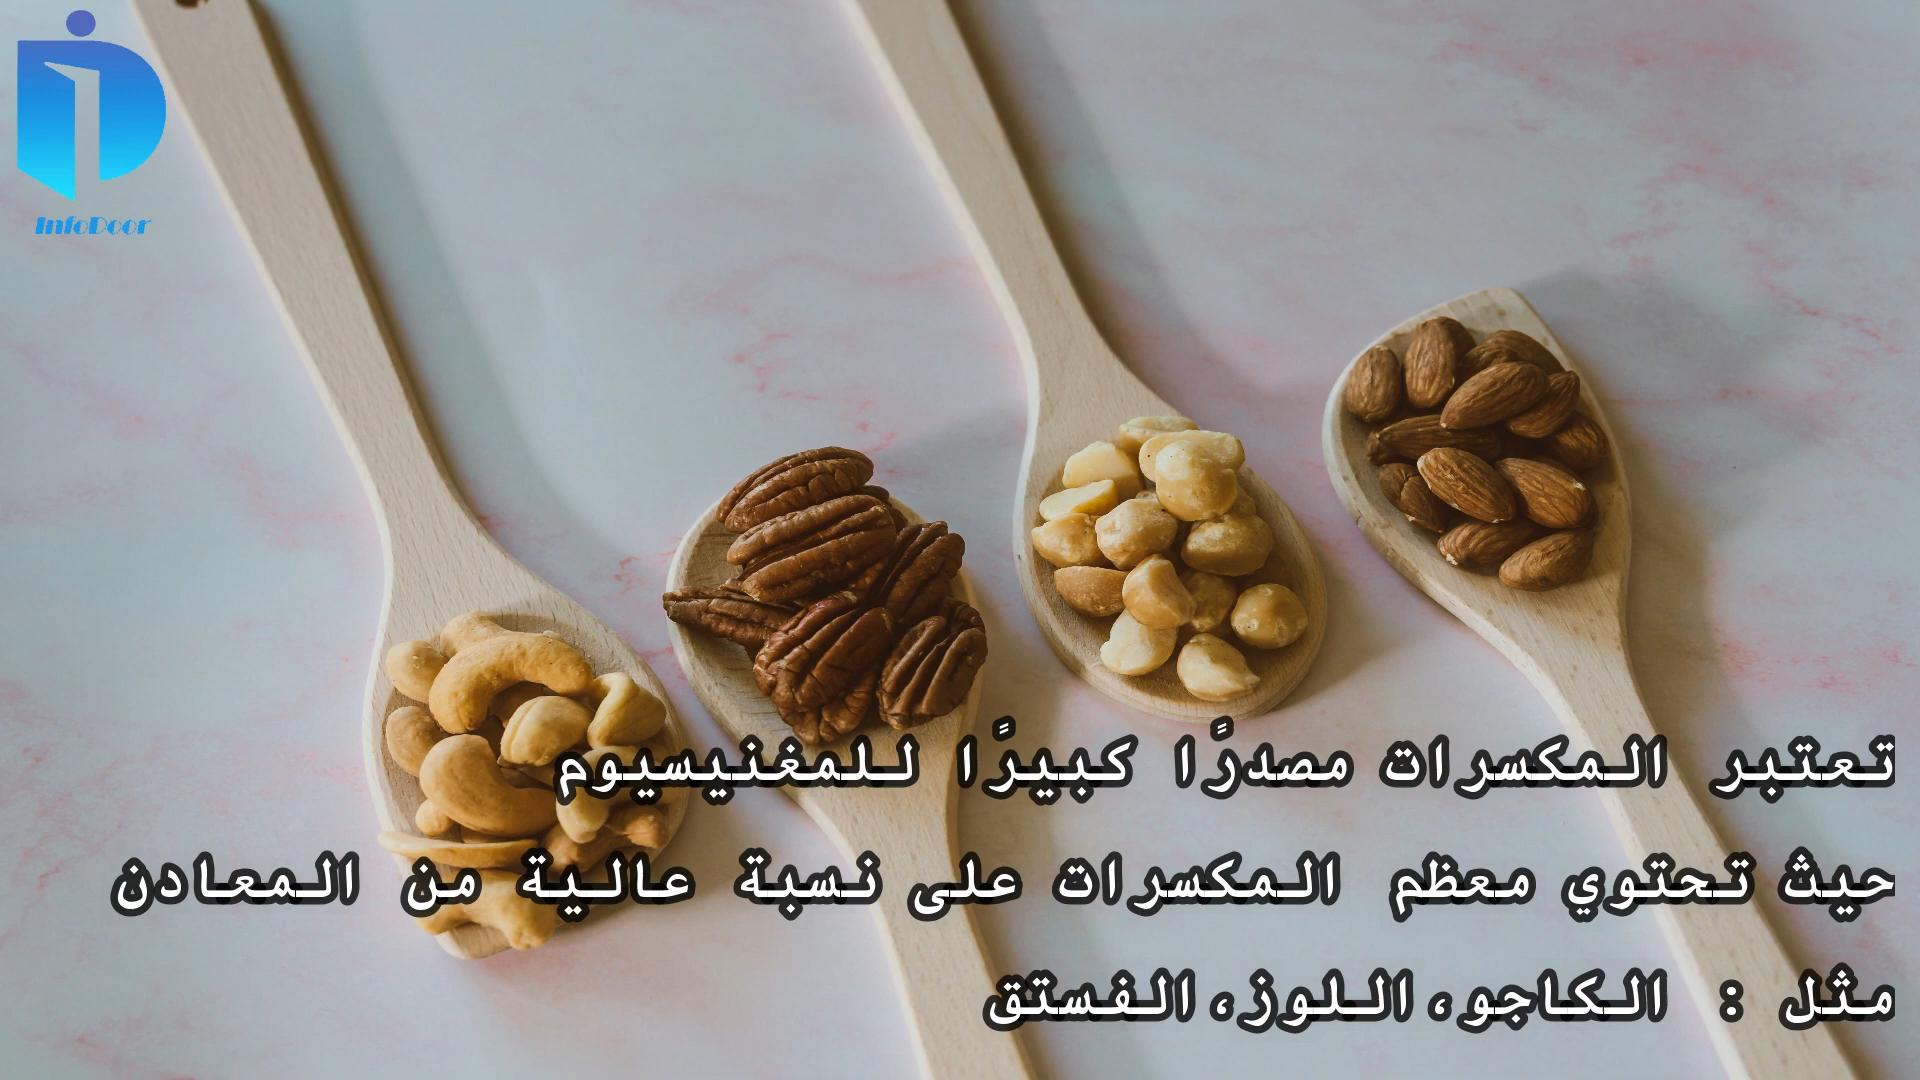 InfoDoor
تعتبر المكسرات مصدرًا كبيرًا للمغنيسيوم
حيث تحتوي معظم المكسرات على نسبة عالية من المعادن
مثل : الكاجو،اللوز،الفستق